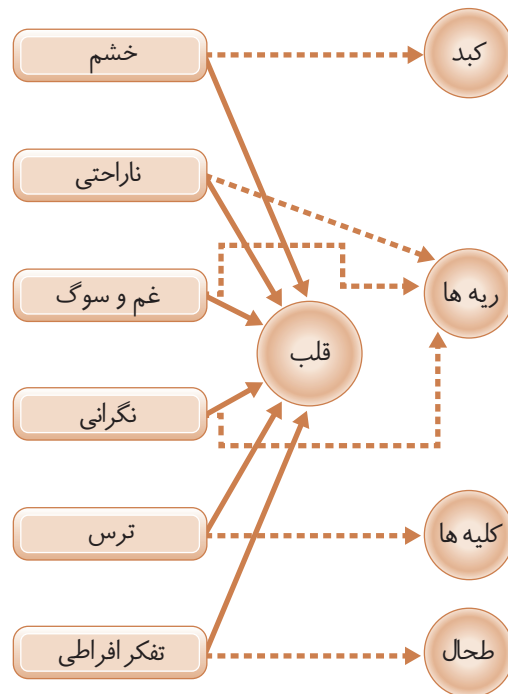 خشم
کبد
ناراحتی
غم و سوگ
ریه ها
قلب
نگرانی
ترس
کلیه ها
تفکر افراطی
طحال